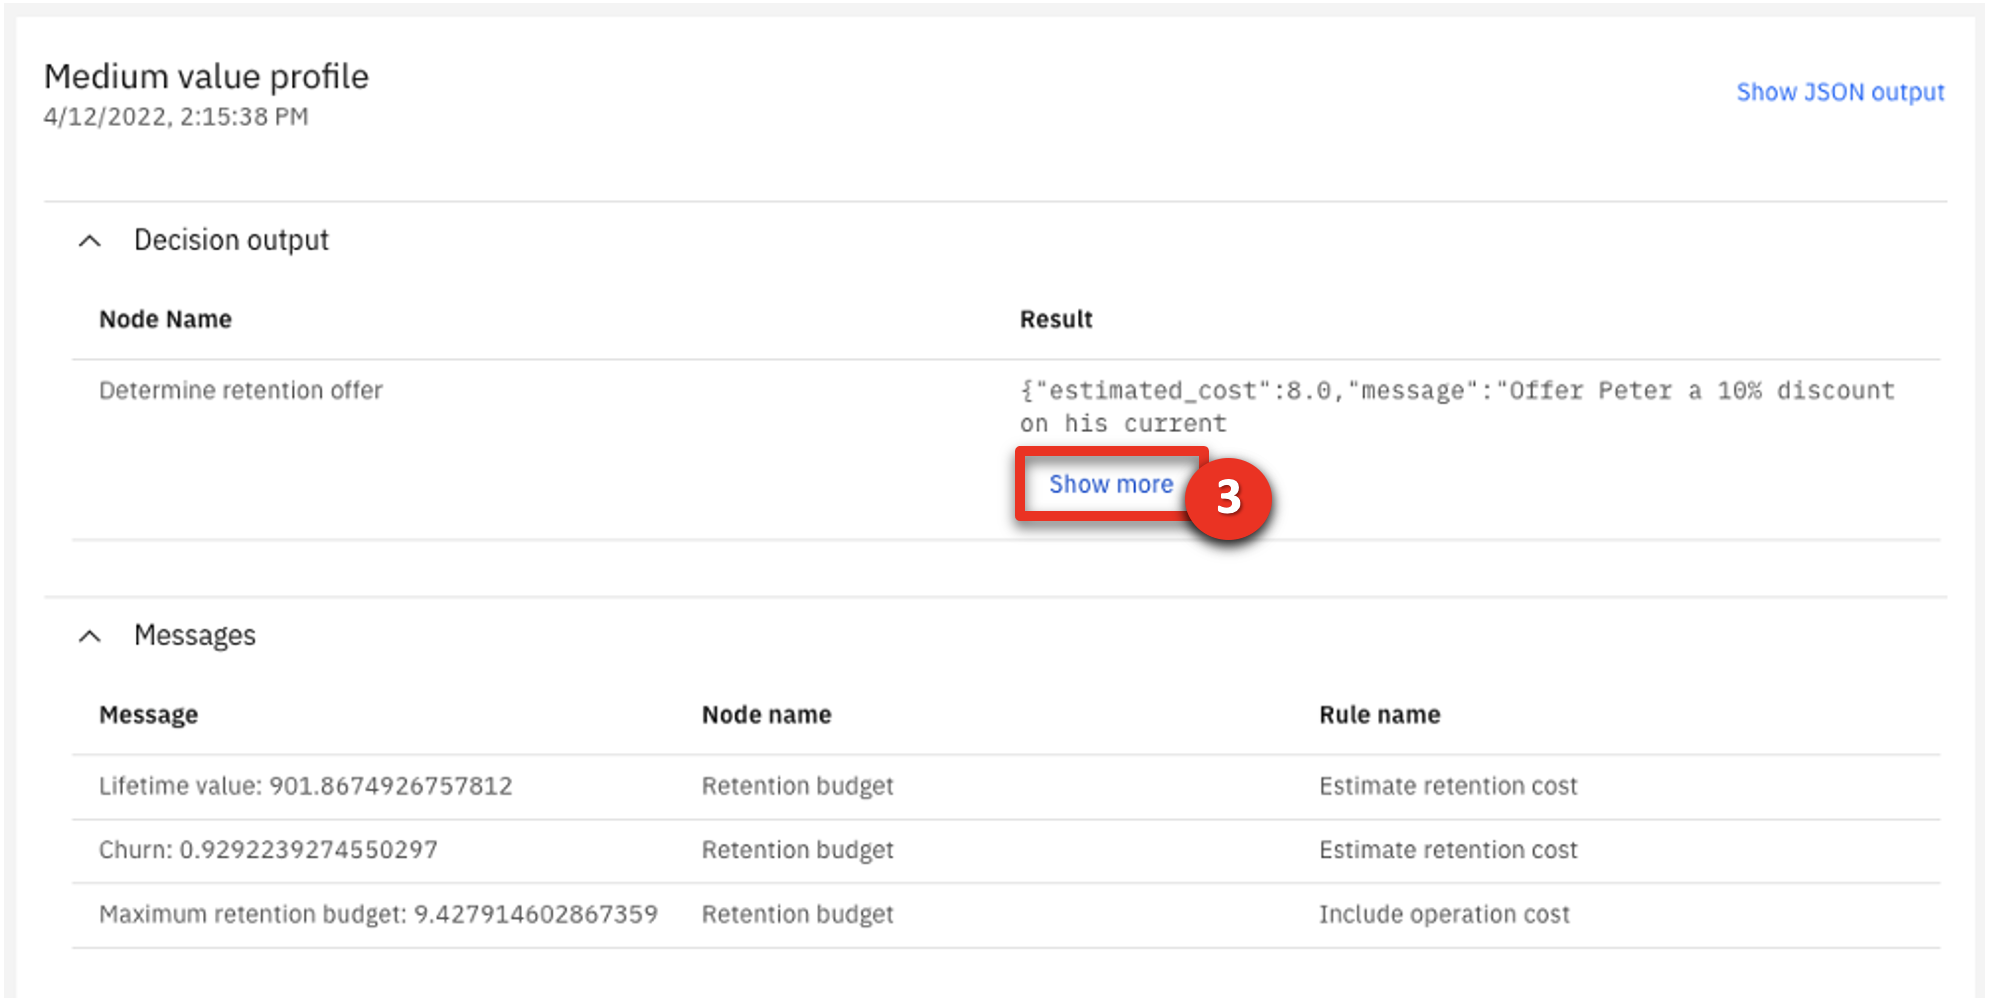 Medium value profile
4/12/2022, 2:15:38 PM
Show JSON output
Decision output
Node Name Result
Determine retention offer {"estimated_cost":8.0,"message":"Offer Peter a 10% discount
on his current
Show more 3
Messages
Message Node name Rule name
Lifetime value: 901.8674926757812 Retention budget Estimate retention cost
Churn: 0.9292239274550297 Retention budget Estimate retention cost
Maximum retention budget: 9.427914602867359 Retention budget Include operation cost